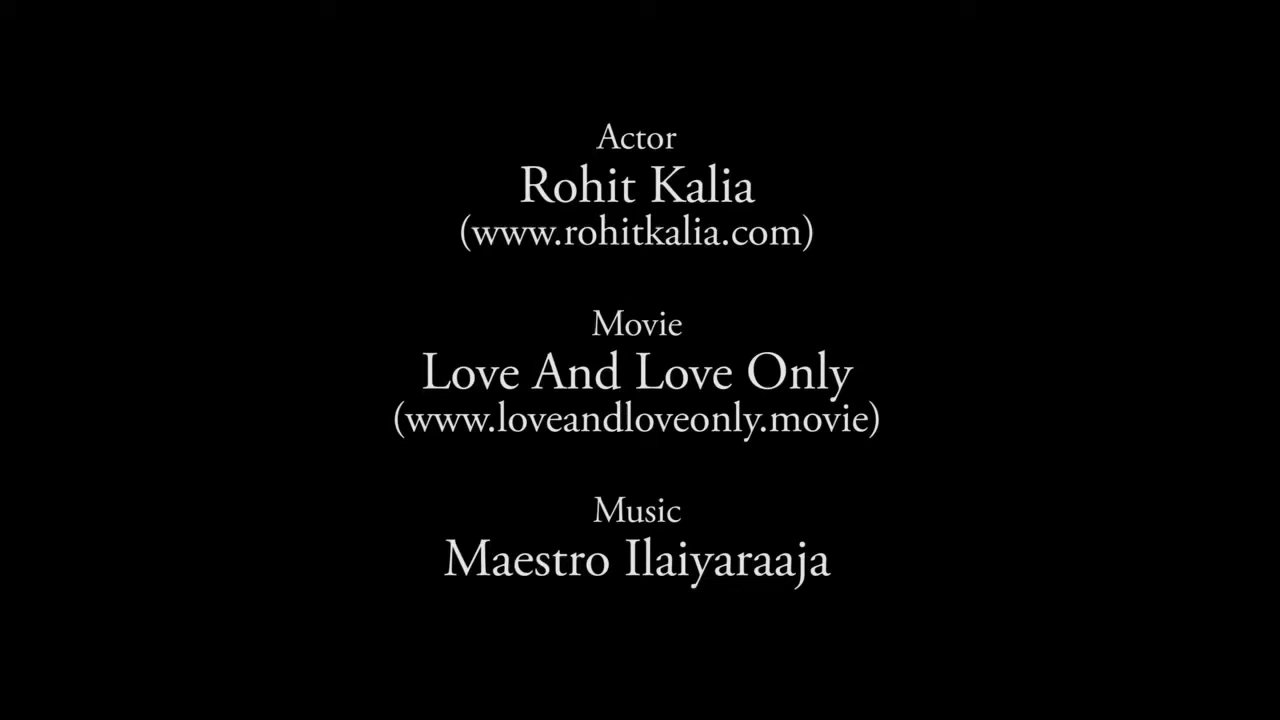 Actor
Rohit Kalia
(www.rohitkalia.com)
Movie
Love And Love Only
(www.loveandloveonly.movie)
Music
Maestro Ilaiyaraaja